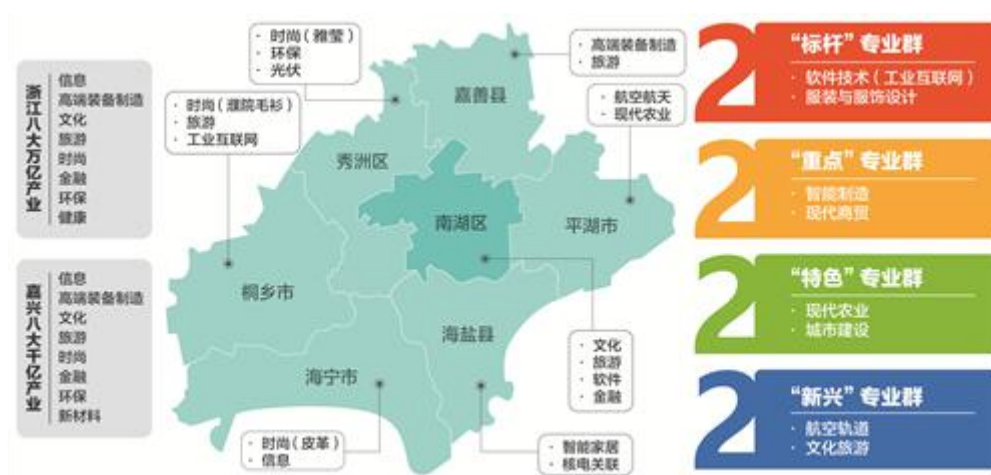 浙江八大万亿产业
信息
高端装备制造
文化
旅游
时尚
金融
环保
健康
嘉兴八大千亿产业
信息
高端装备制造
文化
旅游
时尚
金融
环保
新材料
· 时尚（雅莹）
· 环保
· 光伏
· 时尚（濮院毛衫）
· 旅游
· 工业互联网
· 高端装备制造
· 旅游
· 航空航天
· 现代农业
嘉善县
秀洲区
南湖区
平湖市
桐乡市
海盐县
海宁市
· 文化
· 旅游
· 软件
· 金融
· 时尚（皮革）
· 信息
· 智能家居
· 核电关联
2
“标杆”专业群
· 软件技术（工业互联网）
· 服装与服饰设计
2
“重点”专业群
· 智能制造
· 现代商贸
2
“特色”专业群
· 现代农业
· 城市建设
2
“新兴”专业群
· 航空轨道
· 文化旅游